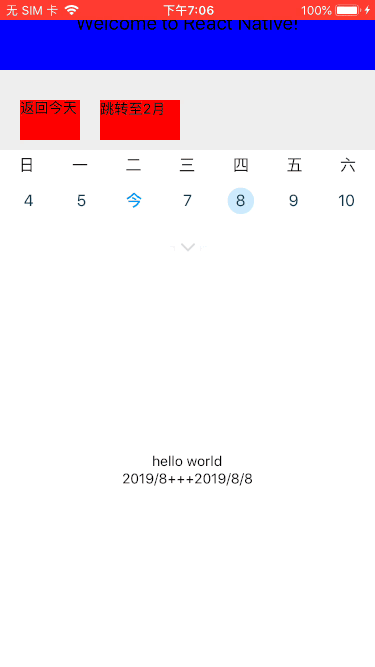 无 SIM 卡 下午7:06 100%
Welcome to React Native!
返回今天 跳转至2月
日 一 二 三 四 五 六
4 5 今 7 8 9 10
hello world
2019/8+++2019/8/8